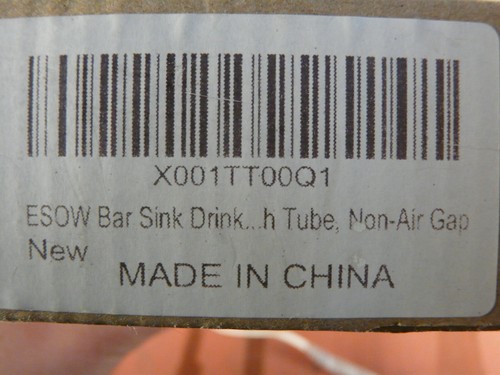 X001TT00Q1
ESOW Bar Sink Drink...h Tube, Non-Air Gap
New
MADE IN CHINA